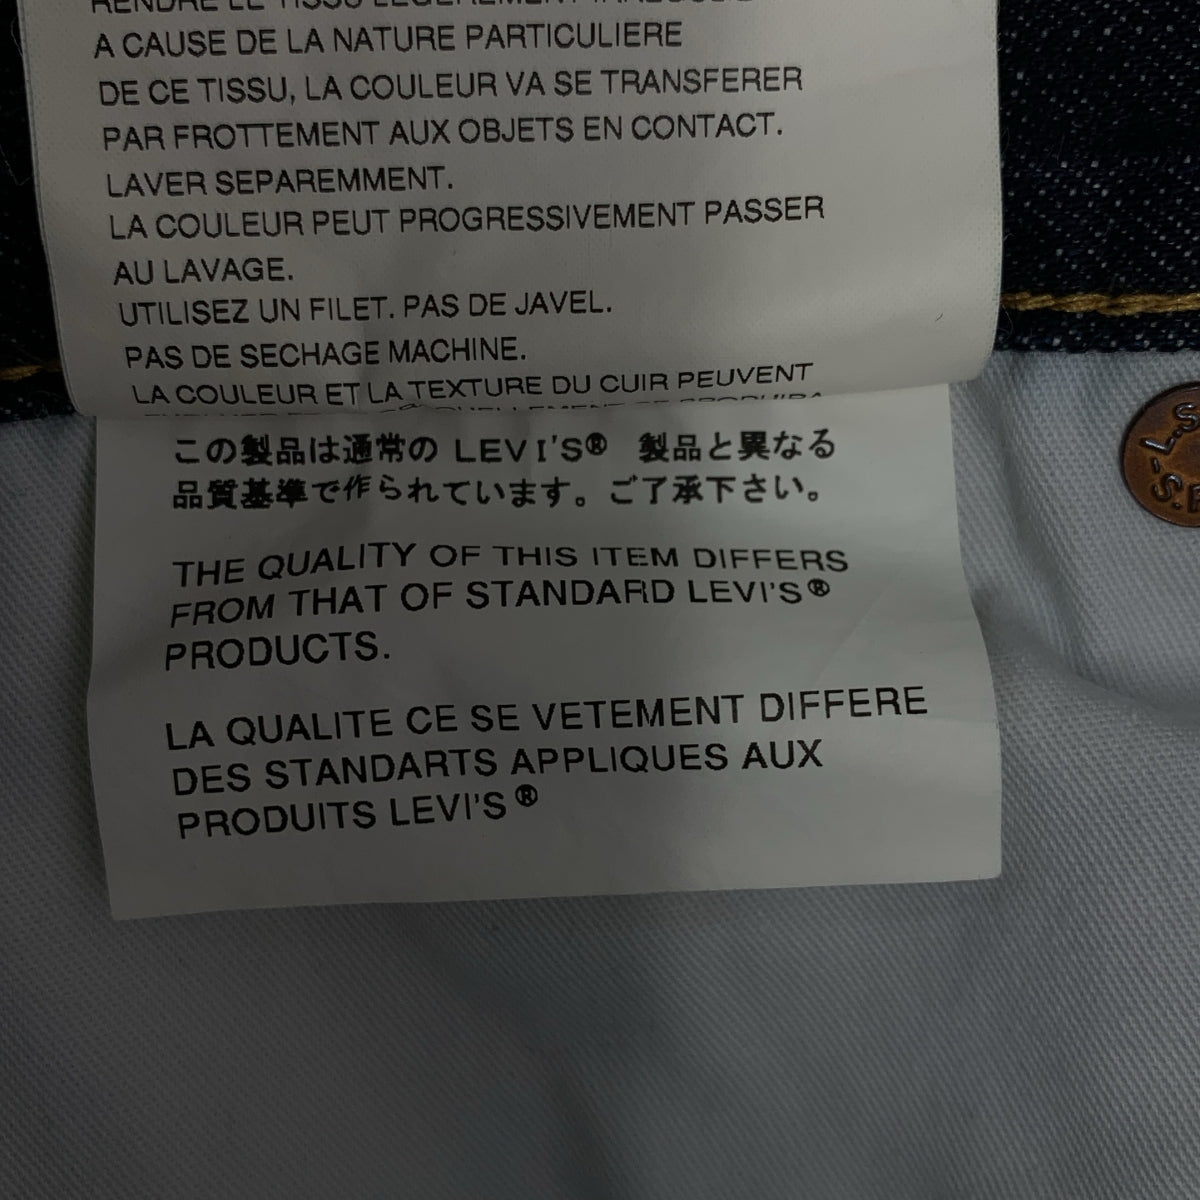 RENDRE LE TISSU LEGEREMENT
A CAUSE DE LA NATURE PARTICULIERE
DE CE TISSU, LA COULEUR VA SE TRANSFERER
PAR FROTTEMENT AUX OBJETS EN CONTACT.
LAVER SEPAREMMENT.
LA COULEUR PEUT PROGRESSIVEMENT PASSER
AU LAVAGE.
UTILISEZ UN FILET. PAS DE JAVEL.
PAS DE SECHAGE MACHINE.
LA COULEUR ET LA TEXTURE DU CUIR PEUVENT
この製品は通常の LEVI'S® 製品と異なる
品質基準で作られています。ご了承下さい。
THE QUALITY OF THIS ITEM DIFFERS
FROM THAT OF STANDARD LEVI'S®
PRODUCTS.
LA QUALITE CE SE VETEMENT DIFFERE
DES STANDARTS APPLIQUES AUX
PRODUITS LEVI'S®
L.S